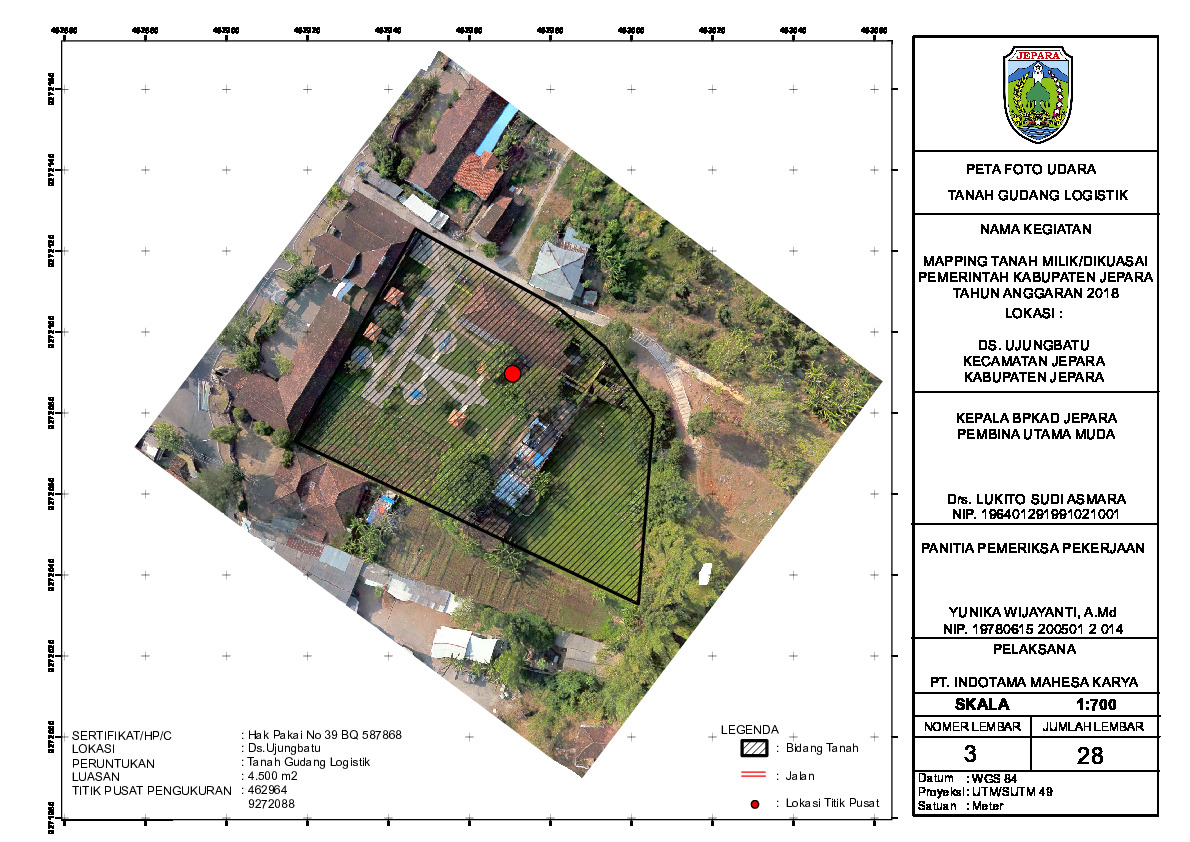 JEPARA
PETA FOTO UDARA
TANAH GUDANG LOGISTIK
NAMA KEGIATAN
MAPPING TANAH MILIK/DIKUASAI
PEMERINTAH KABUPATEN JEPARA
TAHUN ANGGARAN 2018
LOKASI :
DS. UJUNGBATU
KECAMATAN JEPARA
KABUPATEN JEPARA
KEPALA BPKAD JEPARA
PEMBINA UTAMA MUDA
Drs. LUKITO SUDI ASMARA
NIP. 196401291991021001
PANITIA PEMERIKSA PEKERJAAN
YUNIKA WIJAYANTI, A.Md
NIP. 19780615 200501 2 014
PELAKSANA
PT. INDOTAMA MAHESA KARYA
SKALA 1:700
NOMER LEMBAR JUMLAH LEMBAR
3 28
Datum : WGS 84
Proyeksi : UTM/SUTM 49
Satuan : Meter
SERTIFIKAT/HP/C : Hak Pakai No 39 BQ 587868
LOKASI : Ds.Ujungbatu
PERUNTUKAN : Tanah Gudang Logistik
LUASAN : 4.500 m2
TITIK PUSAT PENGUKURAN : 462964
9272088
LEGENDA
: Bidang Tanah
: Jalan
: Lokasi Titik Pusat